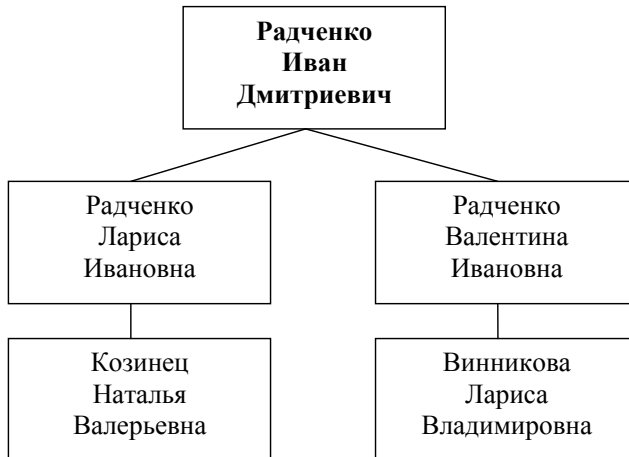 Радченко
Иван
Дмитриевич
Радченко
Лариса
Ивановна
Радченко
Валентина
Ивановна
Козинец
Наталья
Валерьевна
Винникова
Лариса
Владимировна